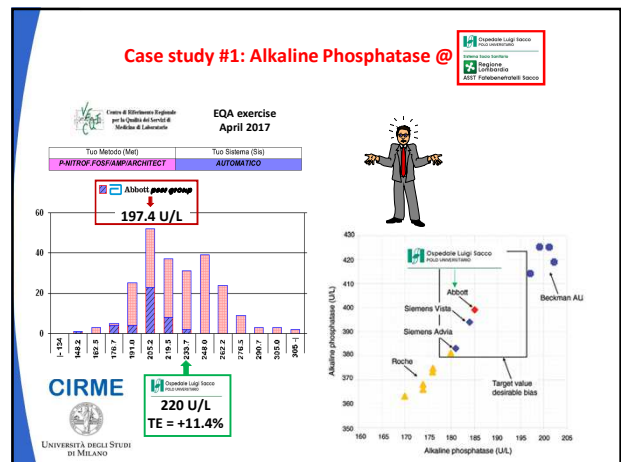 Case study #1: Alkaline Phosphatase @
Ospedale Luigi Sacco
POLO UNIVERSITARIO
Sistema Socio Sanitario
Regione
Lombardia
ASST Fatebenefratelli Sacco
Centro di Riferimento Regionale
per la Qualità dei Servizi di
Medicina di Laboratorio
EQA exercise
April 2017
Tuo Metodo (Met)
Tuo Sistema (Sis)
P-NITROF.FOSF/AMP/ARCHITECT
AUTOMATICO
Abbott peer group
197.4 U/L
60
40
20
0
|- 134
148.2
162.5
176.7
191.0
205.2
219.5
233.7
248.0
262.2
276.5
290.7
305.0
305 -|
Ospedale Luigi Sacco
POLO UNIVERSITARIO
220 U/L
TE = +11.4%
CIRME
UNIVERSITÀ DEGLI STUDI
DI MILANO
Alkaline phosphatase (U/L)
430
420
410
400
390
380
370
360
350
Ospedale Luigi Sacco
POLO UNIVERSITARIO
Abbott
Siemens Vista
Siemens Advia
Roche
Beckman AU
Target value
desirable bias
160 165 170 175 180 185 190 195 200 205
Alkaline phosphatase (U/L)